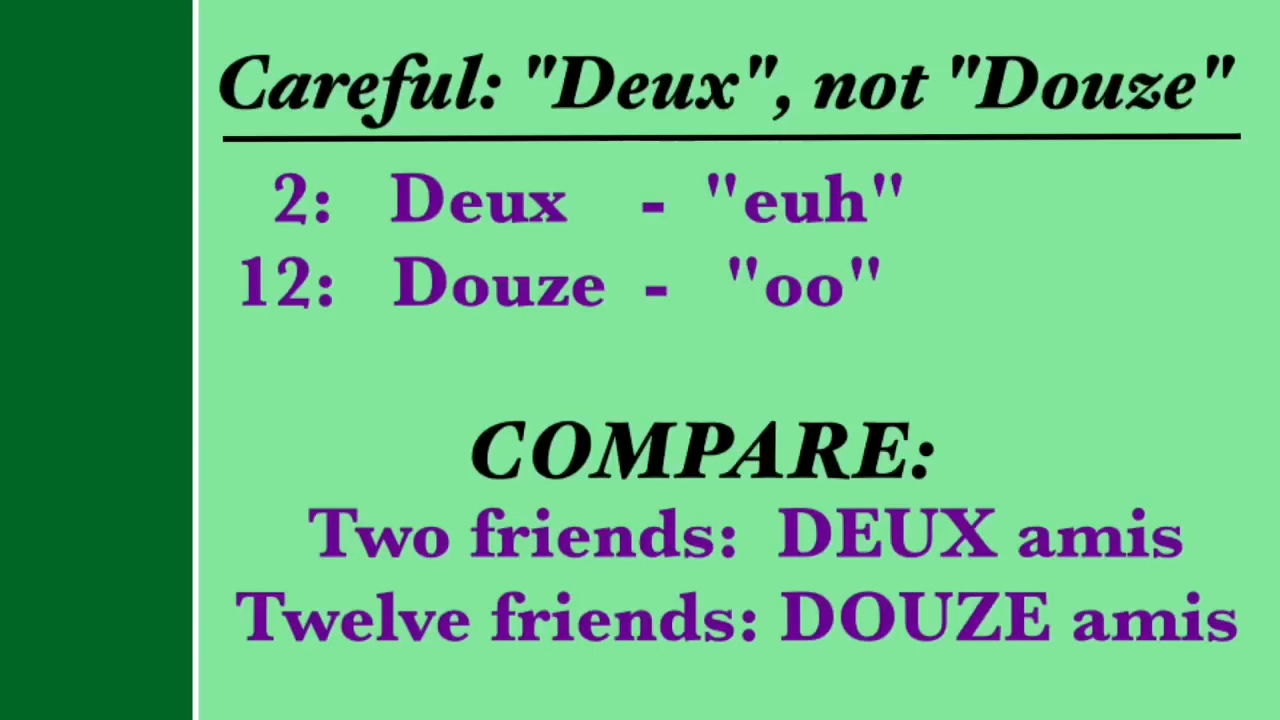 Careful: "Deux", not "Douze"
2: Deux - "euh"
12: Douze - "oo"
COMPARE:
Two friends: DEUX amis
Twelve friends: DOUZE amis